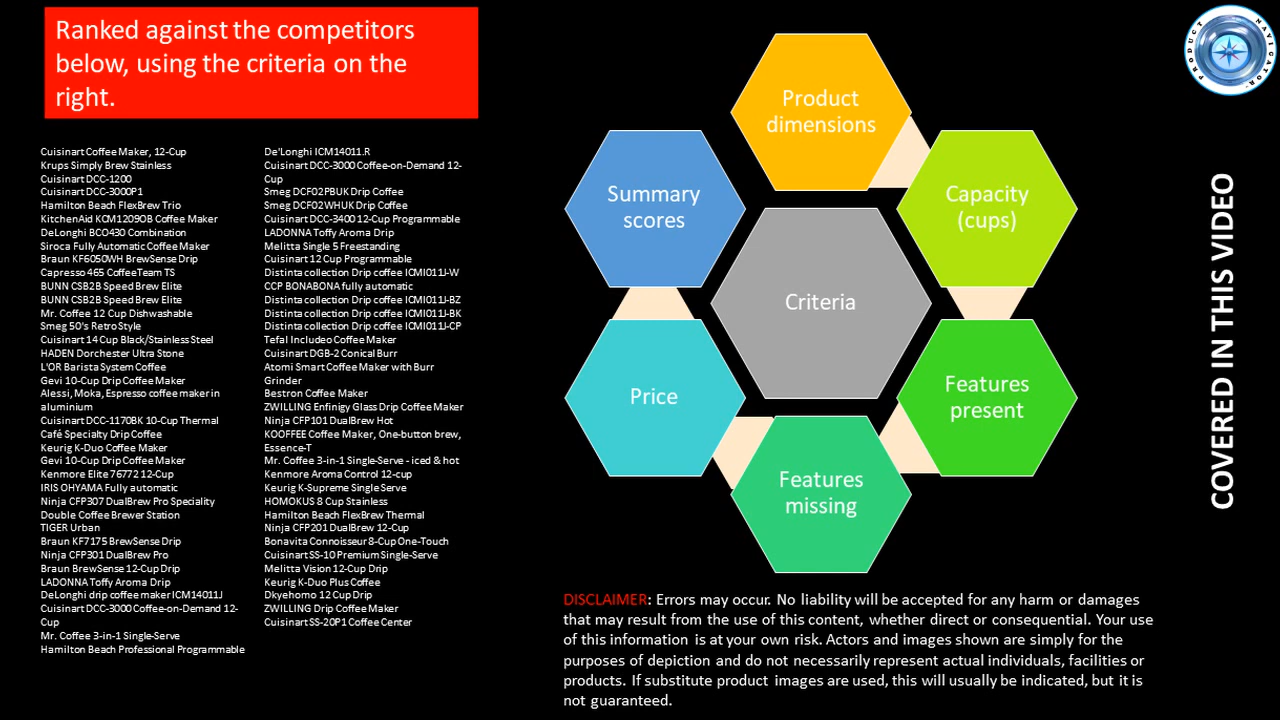 Ranked against the competitors
below, using the criteria on the
right.
Cuisinart Coffee Maker, 12-Cup
Krups Simply Brew Stainless
Cuisinart DCC-1200
Cuisinart DCC-3000P1
Hamilton Beach FlexBrew Trio
KitchenAid KCM1209OB Coffee Maker
DeLonghi BCO430 Combination
Siroca Fully Automatic Coffee Maker
Braun KF6050WH BrewSense Drip
Capresso 465 CoffeeTeam TS
BUNN CSB2B Speed Brew Elite
BUNN CSB2B Speed Brew Elite
Mr. Coffee 12 Cup Dishwashable
Smeg 50's Retro Style
Cuisinart 14 Cup Black/Stainless Steel
HADEN Dorchester Ultra Stone
L'OR Barista System Coffee
Gevi 10-Cup Drip Coffee Maker
Alessi, Moka, Espresso coffee maker in
aluminium
Cuisinart DCC-1170BK 10-Cup Thermal
Café Specialty Drip Coffee
Keurig K-Duo Coffee Maker
Gevi 10-Cup Drip Coffee Maker
Kenmore Elite 76772 12-Cup
IRIS OHYAMA Fully automatic
Ninja CFP307 DualBrew Pro Speciality
Double Coffee Brewer Station
TIGER Urban
Braun KF7175 BrewSense Drip
Ninja CFP301 DualBrew Pro
Braun BrewSense 12-Cup Drip
LADONNA Toffy Aroma Drip
DeLonghi drip coffee maker ICM14011J
Cuisinart DCC-3000 Coffee-on-Demand 12-
Cup
Mr. Coffee 3-in-1 Single-Serve
Hamilton Beach Professional Programmable
De'Longhi ICM14011.R
Cuisinart DCC-3000 Coffee-on-Demand 12-
Cup
Smeg DCF02PBUK Drip Coffee
Smeg DCF02WHUK Drip Coffee
Cuisinart DCC-3400 12-Cup Programmable
LADONNA Toffy Aroma Drip
Melitta Single 5 Freestanding
Cuisinart 12 Cup Programmable
Distinta collection Drip coffee ICMI011J-W
CCP BONABONA fully automatic
Distinta collection Drip coffee ICMI011J-BZ
Distinta collection Drip coffee ICMI011J-BK
Distinta collection Drip coffee ICMI011J-CP
Tefal Includeo Coffee Maker
Cuisinart DGB-2 Conical Burr
Atomi Smart Coffee Maker with Burr
Grinder
Bestron Coffee Maker
ZWILLING Enfinigy Glass Drip Coffee Maker
Ninja CFP101 DualBrew Hot
KOOFFEE Coffee Maker, One-button brew,
Essence-T
Mr. Coffee 3-in-1 Single-Serve - iced & hot
Kenmore Aroma Control 12-cup
Keurig K-Supreme Single Serve
HOMOKUS 8 Cup Stainless
Hamilton Beach FlexBrew Thermal
Ninja CFP201 DualBrew 12-Cup
Bonavita Connoisseur 8-Cup One-Touch
Cuisinart SS-10 Premium Single-Serve
Melitta Vision 12-Cup Drip
Keurig K-Duo Plus Coffee
Dkyehomo 12 Cup Drip
ZWILLING Drip Coffee Maker
Cuisinart SS-20P1 Coffee Center
Product
dimensions
Summary
scores
Capacity
(cups)
Criteria
Price
Features
present
Features
missing
DISCLAIMER: Errors may occur. No liability will be accepted for any harm or damages
that may result from the use of this content, whether direct or consequential. Your use
of this information is at your own risk. Actors and images shown are simply for the
purposes of depiction and do not necessarily represent actual individuals, facilities or
products. If substitute product images are used, this will usually be indicated, but it is
not guaranteed.
PRODUCT NAVIGATOR
COVERED IN THIS VIDEO